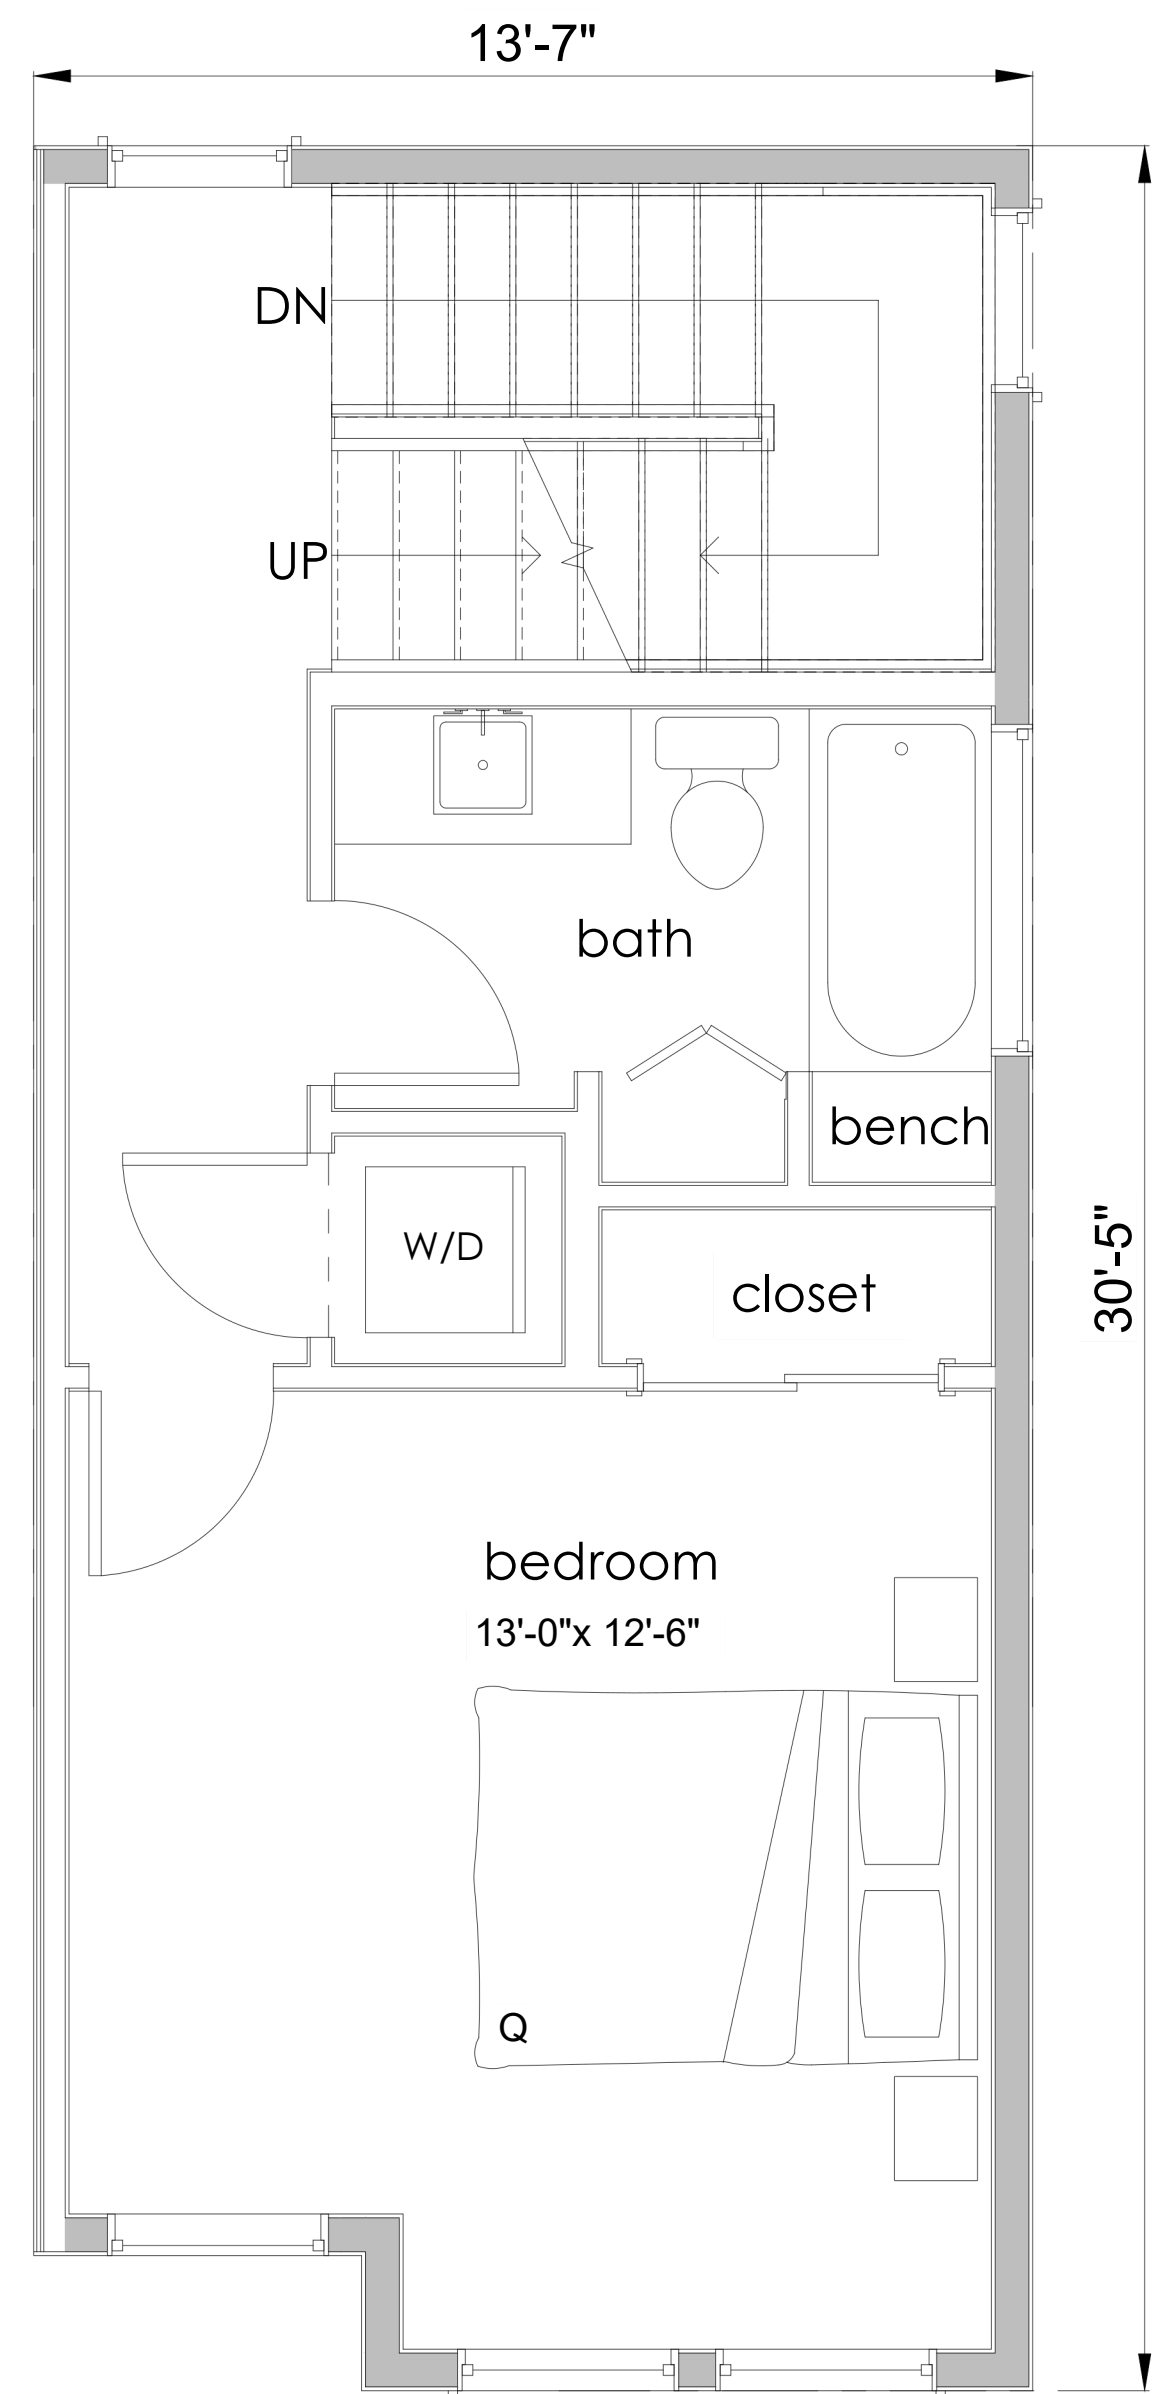 13'-7"
DN
UP
bath
bench
W/D
closet
30'-5"
bedroom
13'-0"x 12'-6"
Q